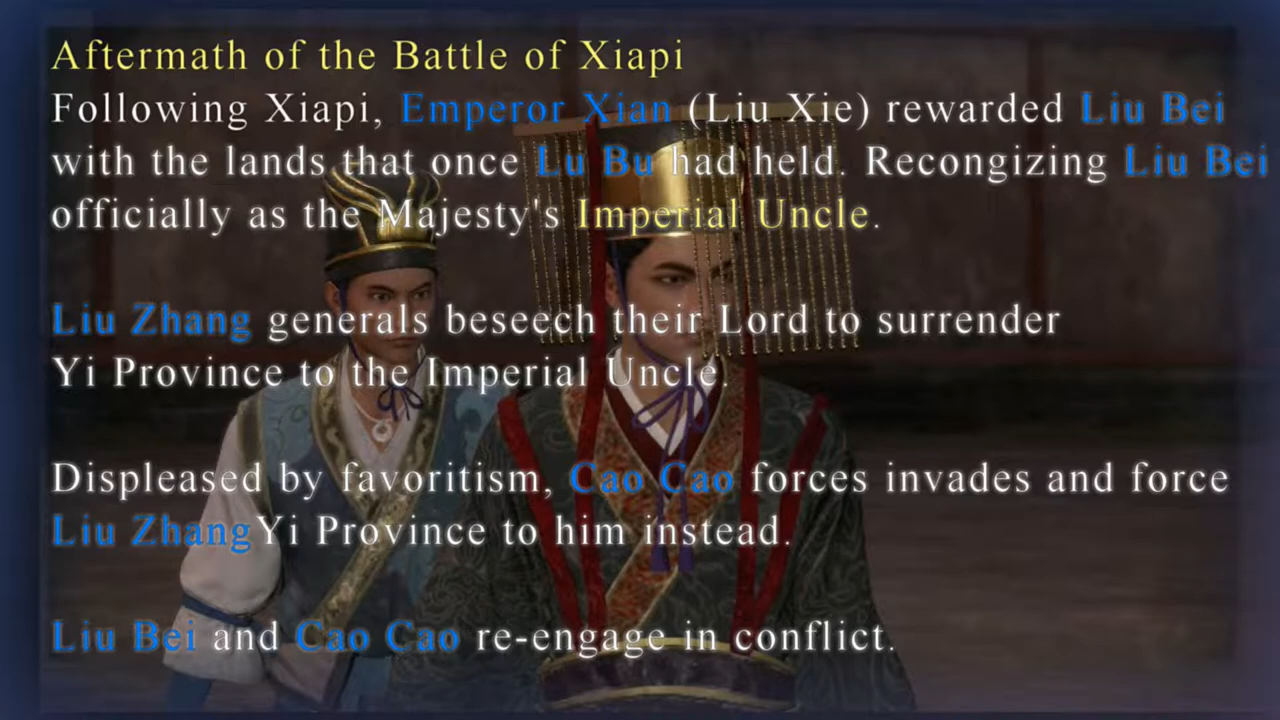 Aftermath of the Battle of Xiapi
Following Xiapi, Emperor Xian (Liu Xie) rewarded Liu Bei
with the lands that once Lu Bu had held. Recongizing Liu Bei
officially as the Majesty's Imperial Uncle.
Liu Zhang generals beseech their Lord to surrender
Yi Province to the Imperial Uncle.
Displeased by favoritism, Cao Cao forces invades and force
Liu Zhang Yi Province to him instead.
Liu Bei and Cao Cao re-engage in conflict.